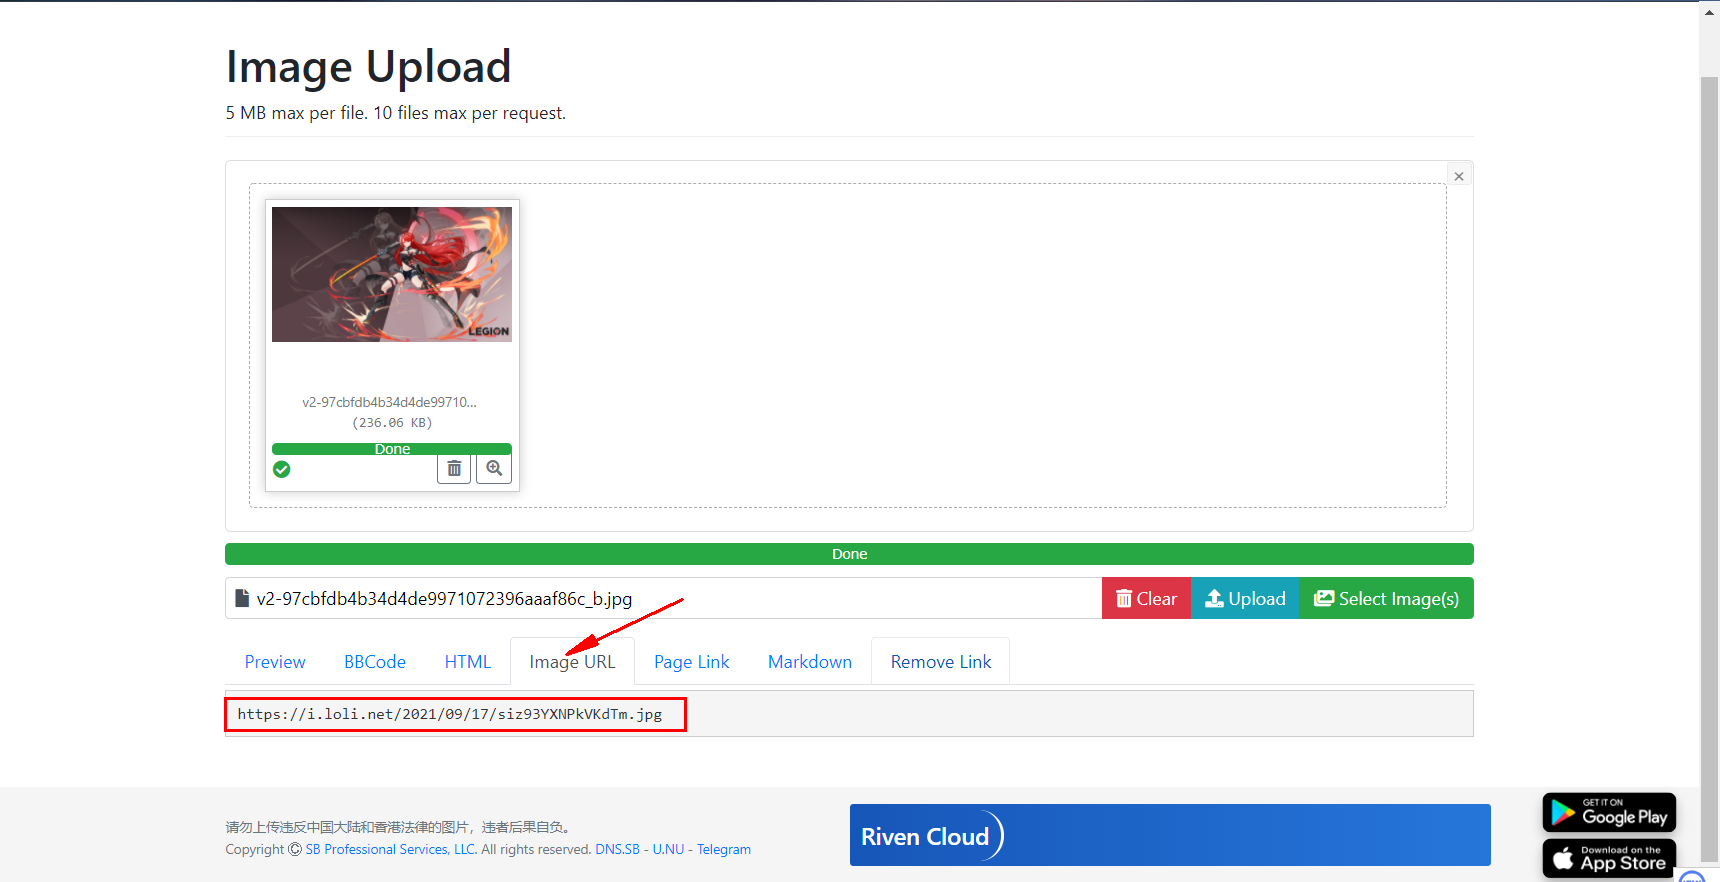 Image Upload
5 MB max per file. 10 files max per request.
LEGION
v2-97cbfdb4b34d4de99710...
(236.06 KB)
Done
Done
v2-97cbfdb4b34d4de9971072396aaaf86c_b.jpg
Clear
Upload
Select Image(s)
Preview
BBCode
HTML
Image URL
Page Link
Markdown
Remove Link
https://i.loli.net/2021/09/17/siz93YXNPkVKdTm.jpg
请勿上传违反中国大陆和香港法律的图片，违者后果自负。
Copyright © SB Professional Services, LLC. All rights reserved. DNS.SB - U.NU - Telegram
Riven Cloud
GET IT ON
Google Play
Download on the
App Store